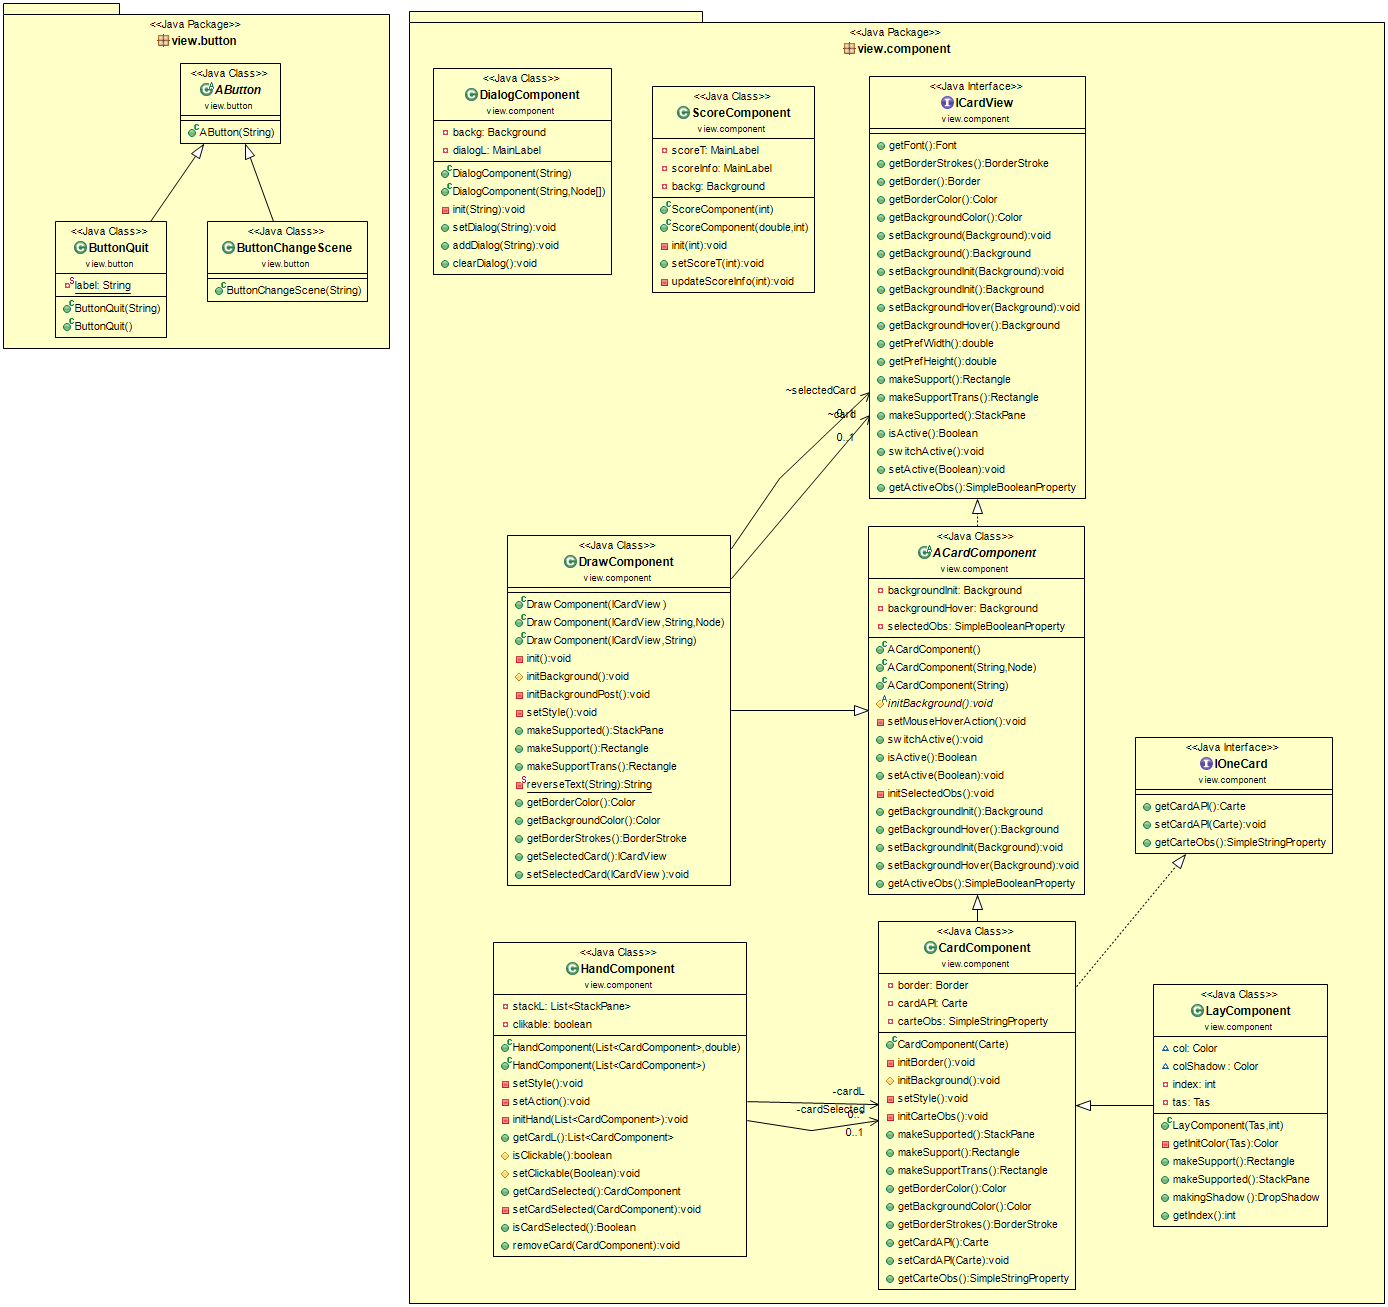 <<Java Package>>
view.button
<<Java Class>>
AButton
view.button
AButton(String)
<<Java Class>>
ButtonQuit
view.button
label: String
ButtonQuit(String)
ButtonQuit()
<<Java Class>>
ButtonChangeScene
view.button
ButtonChangeScene(String)
<<Java Package>>
view.component
<<Java Class>>
DialogComponent
view.component
backg: Background
dialogL: MainLabel
DialogComponent(String)
DialogComponent(String,Node[])
init(String):void
setDialog(String):void
addDialog(String):void
clearDialog():void
<<Java Class>>
ScoreComponent
view.component
scoreT: MainLabel
scoreInfo: MainLabel
backg: Background
ScoreComponent(int)
ScoreComponent(double,int)
init(int):void
setScoreT(int):void
updateScoreInfo(int):void
<<Java Interface>>
ICardView
view.component
getFont():Font
getBorderStrokes():BorderStroke
getBorder():Border
getBorderColor():Color
getBackgroundColor():Color
setBackground(Background):void
getBackground():Background
setBackgroundInit(Background):void
getBackgroundInit():Background
setBackgroundHover(Background):void
getBackgroundHover():Background
getPrefWidth():double
getPrefHeight():double
makeSupport():Rectangle
makeSupportTrans():Rectangle
makeSupported():StackPane
isActive():Boolean
switchActive():void
setActive(Boolean):void
getActiveObs():SimpleBooleanProperty
~selectedCard
0..1
~card
0..1
<<Java Class>>
DrawComponent
view.component
DrawComponent(ICardView)
DrawComponent(ICardView,String,Node)
DrawComponent(ICardView,String)
init():void
initBackground():void
initBackgroundPost():void
setStyle():void
makeSupported():StackPane
makeSupport():Rectangle
makeSupportTrans():Rectangle
reverseText(String):String
getBorderColor():Color
getBackgroundColor():Color
getBorderStrokes():BorderStroke
getSelectedCard():ICardView
setSelectedCard(ICardView):void
<<Java Class>>
ACardComponent
view.component
backgroundInit: Background
backgroundHover: Background
selectedObs: SimpleBooleanProperty
ACardComponent()
ACardComponent(String,Node)
ACardComponent(String)
initBackground():void
setMouseHoverAction():void
switchActive():void
isActive():Boolean
setActive(Boolean):void
initSelectedObs():void
getBackgroundInit():Background
getBackgroundHover():Background
setBackgroundInit(Background):void
setBackgroundHover(Background):void
getActiveObs():SimpleBooleanProperty
<<Java Interface>>
IOneCard
view.component
getCardAPI():Carte
setCardAPI(Carte):void
getCarteObs():SimpleStringProperty
<<Java Class>>
HandComponent
view.component
stackL: List<StackPane>
clikable: boolean
HandComponent(List<CardComponent>,double)
HandComponent(List<CardComponent>)
setStyle():void
setAction():void
initHand(List<CardComponent>):void
getCardL():List<CardComponent>
isClickable():boolean
setClickable(Boolean):void
getCardSelected():CardComponent
setCardSelected(CardComponent):void
isCardSelected():Boolean
removeCard(CardComponent):void
-cardL
0..*
-cardSelected
0..1
<<Java Class>>
CardComponent
view.component
border: Border
cardAPI: Carte
carteObs: SimpleStringProperty
CardComponent(Carte)
initBorder():void
initBackground():void
setStyle():void
initCarteObs():void
makeSupported():StackPane
makeSupport():Rectangle
makeSupportTrans():Rectangle
getBorderColor():Color
getBackgroundColor():Color
getBorderStrokes():BorderStroke
getCardAPI():Carte
setCardAPI(Carte):void
getCarteObs():SimpleStringProperty
<<Java Class>>
LayComponent
view.component
col: Color
colShadow: Color
index: int
tas: Tas
LayComponent(Tas,int)
getInitColor(Tas):Color
makeSupport():Rectangle
makeSupported():StackPane
makingShadow():DropShadow
getIndex():int